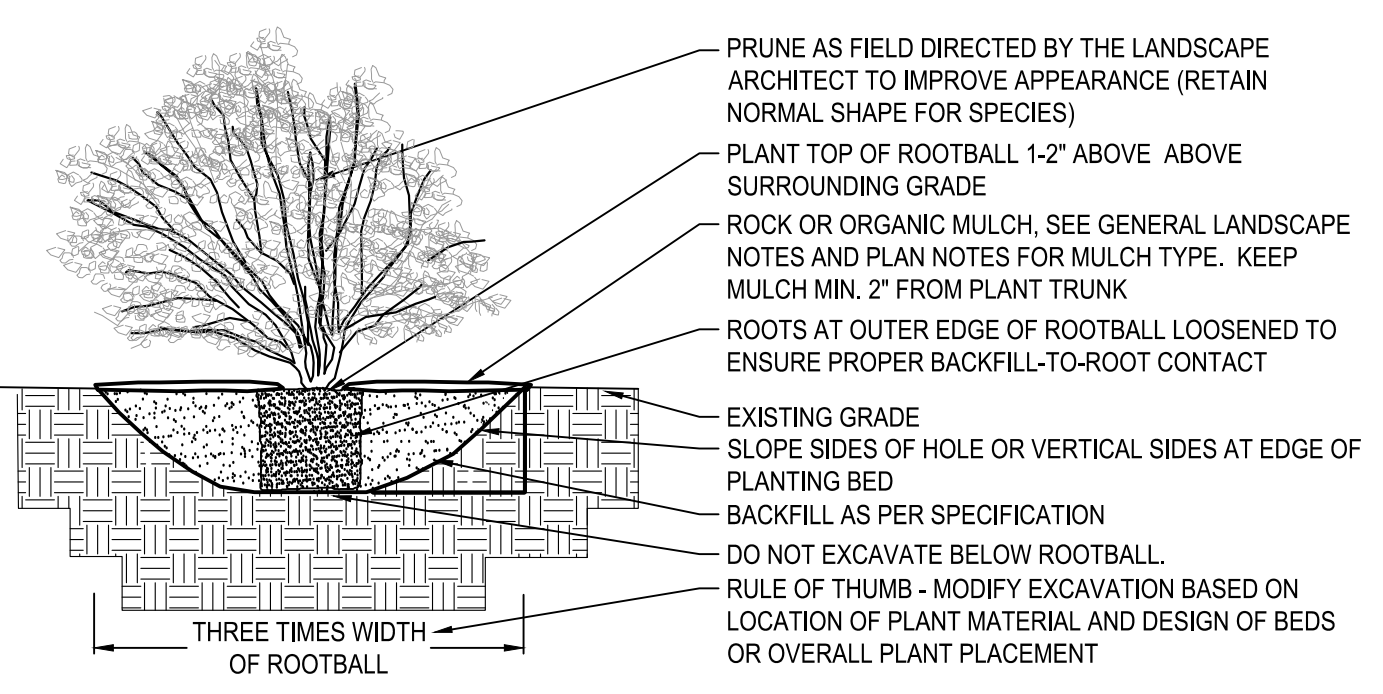 PRUNE AS FIELD DIRECTED BY THE LANDSCAPE
ARCHITECT TO IMPROVE APPEARANCE (RETAIN
NORMAL SHAPE FOR SPECIES)
PLANT TOP OF ROOTBALL 1-2" ABOVE ABOVE
SURROUNDING GRADE
ROCK OR ORGANIC MULCH, SEE GENERAL LANDSCAPE
NOTES AND PLAN NOTES FOR MULCH TYPE. KEEP
MULCH MIN. 2" FROM PLANT TRUNK
ROOTS AT OUTER EDGE OF ROOTBALL LOOSENED TO
ENSURE PROPER BACKFILL-TO-ROOT CONTACT
EXISTING GRADE
SLOPE SIDES OF HOLE OR VERTICAL SIDES AT EDGE OF
PLANTING BED
BACKFILL AS PER SPECIFICATION
DO NOT EXCAVATE BELOW ROOTBALL.
RULE OF THUMB - MODIFY EXCAVATION BASED ON
LOCATION OF PLANT MATERIAL AND DESIGN OF BEDS
OR OVERALL PLANT PLACEMENT
THREE TIMES WIDTH
OF ROOTBALL